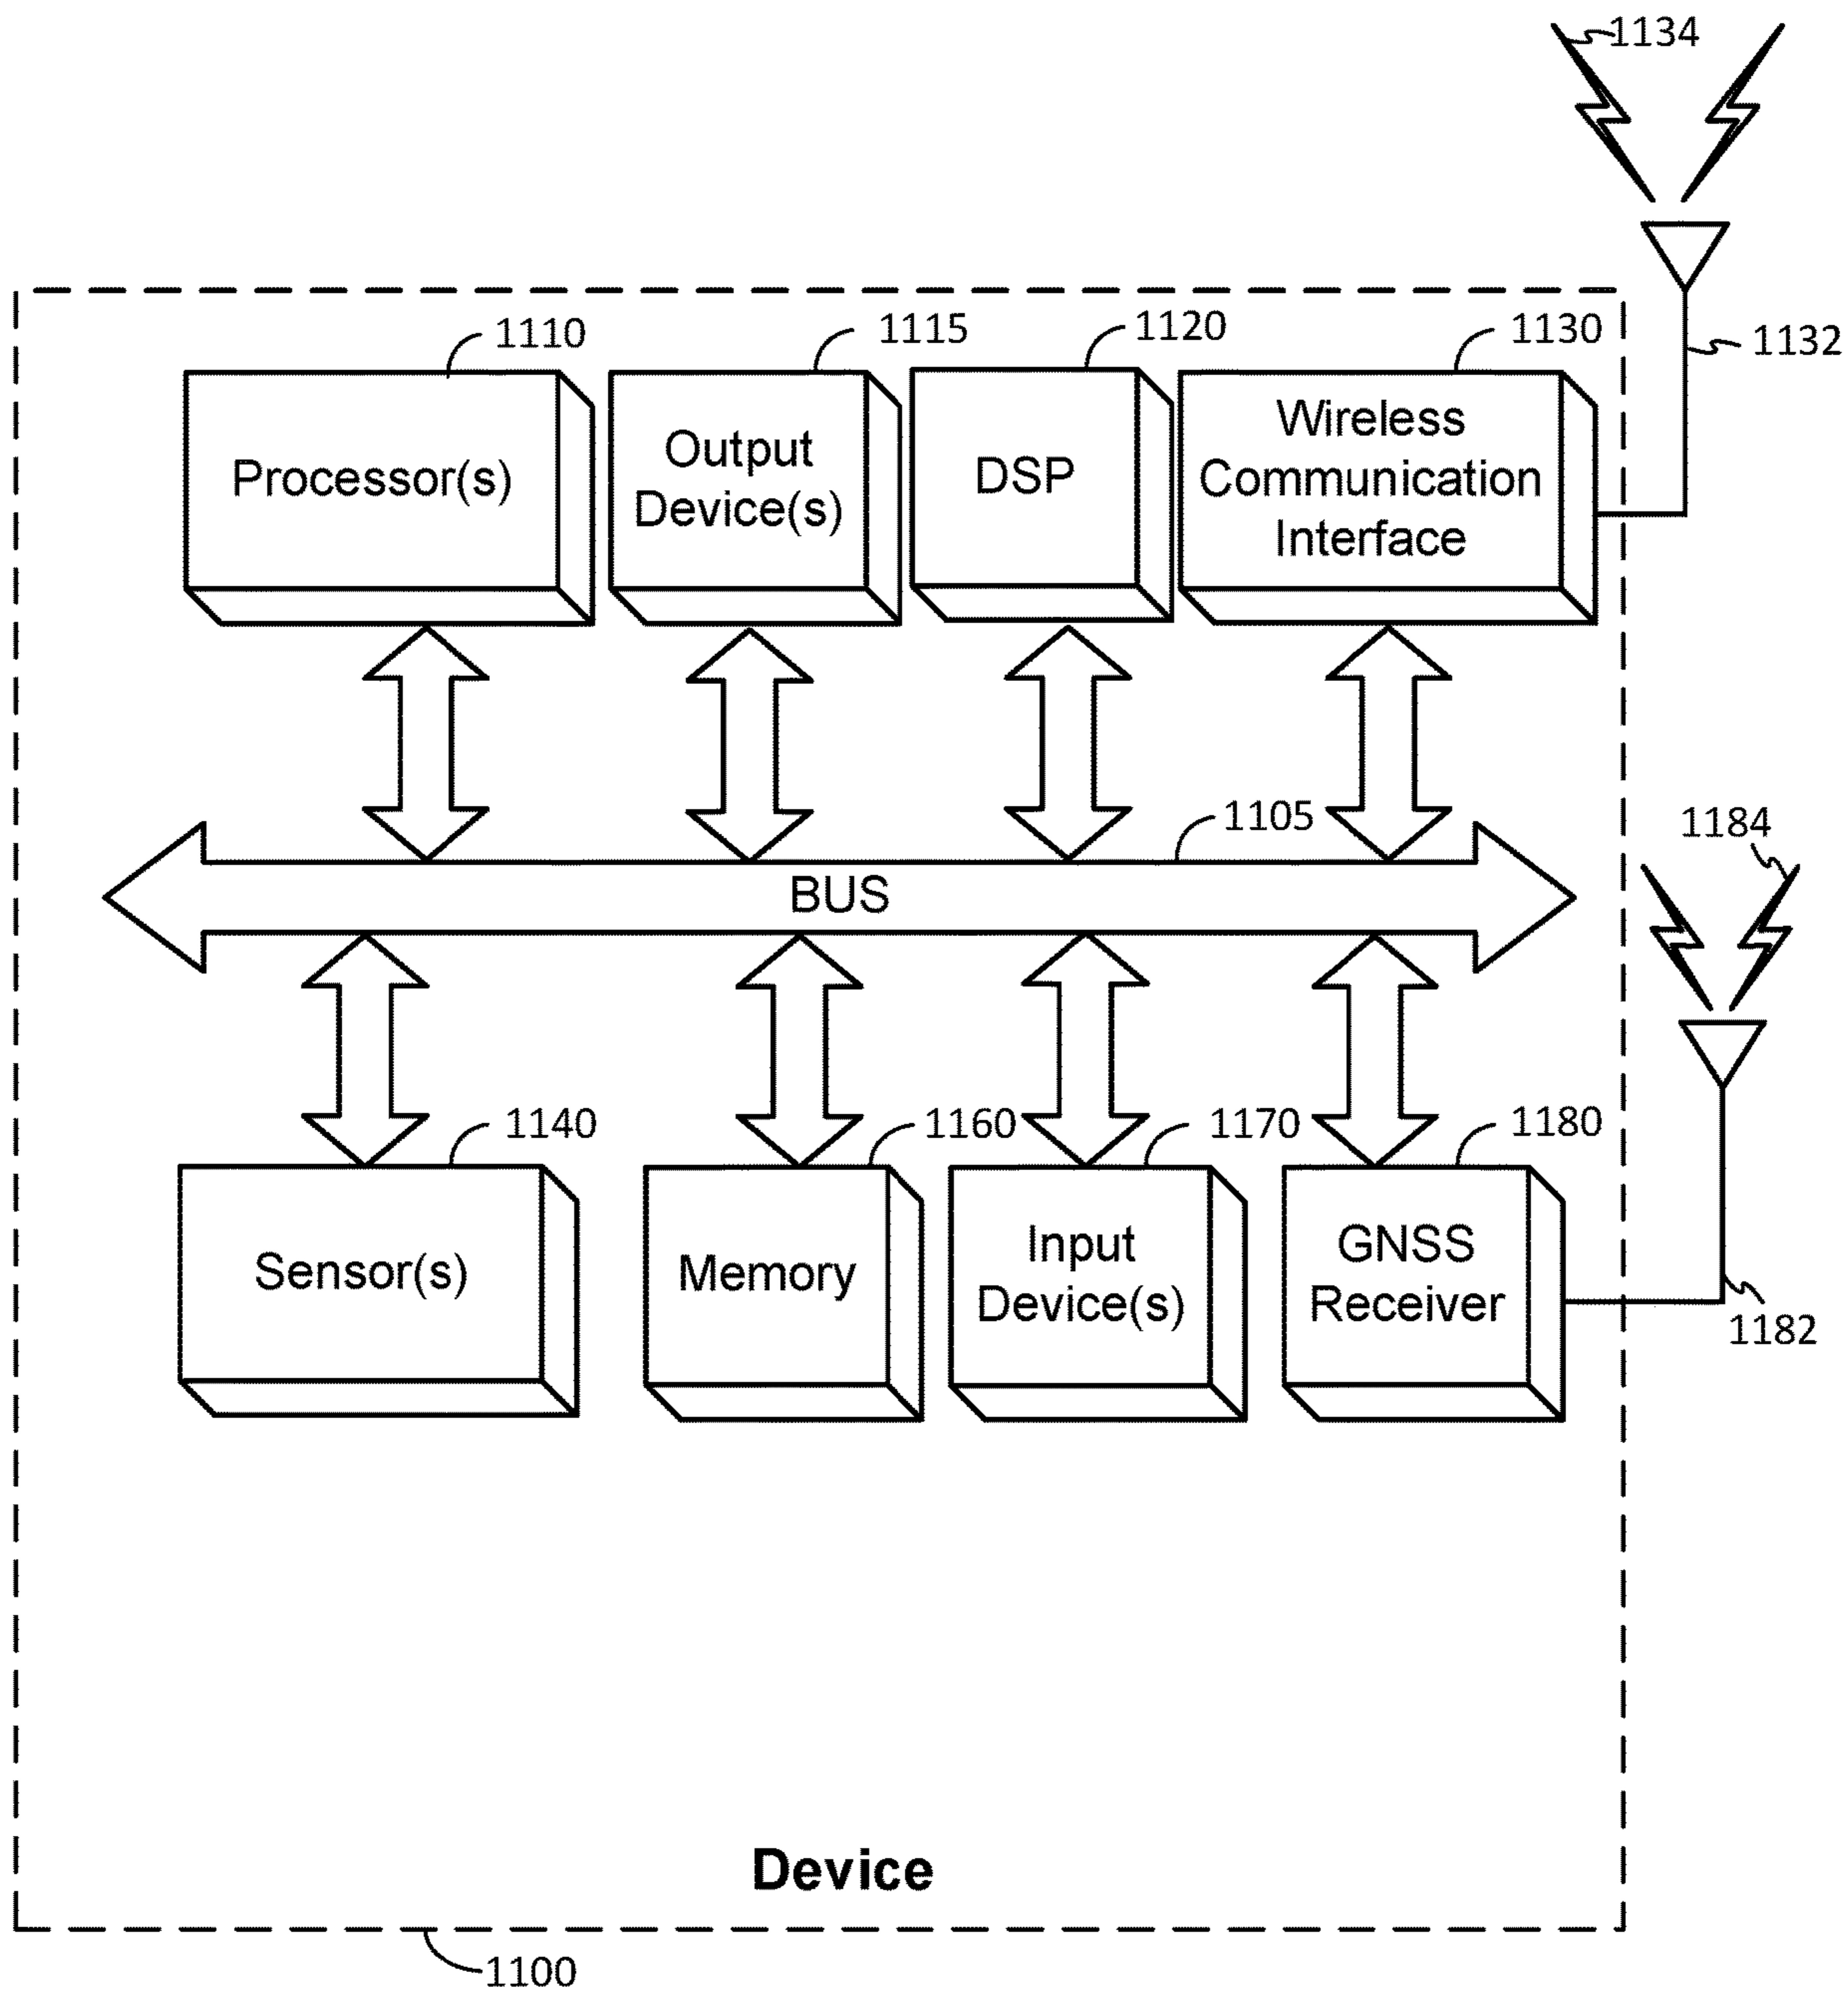 1134
1110
1115
1120
1130
1132
Processor(s)
Output
Device(s)
DSP
Wireless
Communication
Interface
1105
BUS
1184
1140
1160
1170
1180
Sensor(s)
Memory
Input
Device(s)
GNSS
Receiver
1182
Device
1100